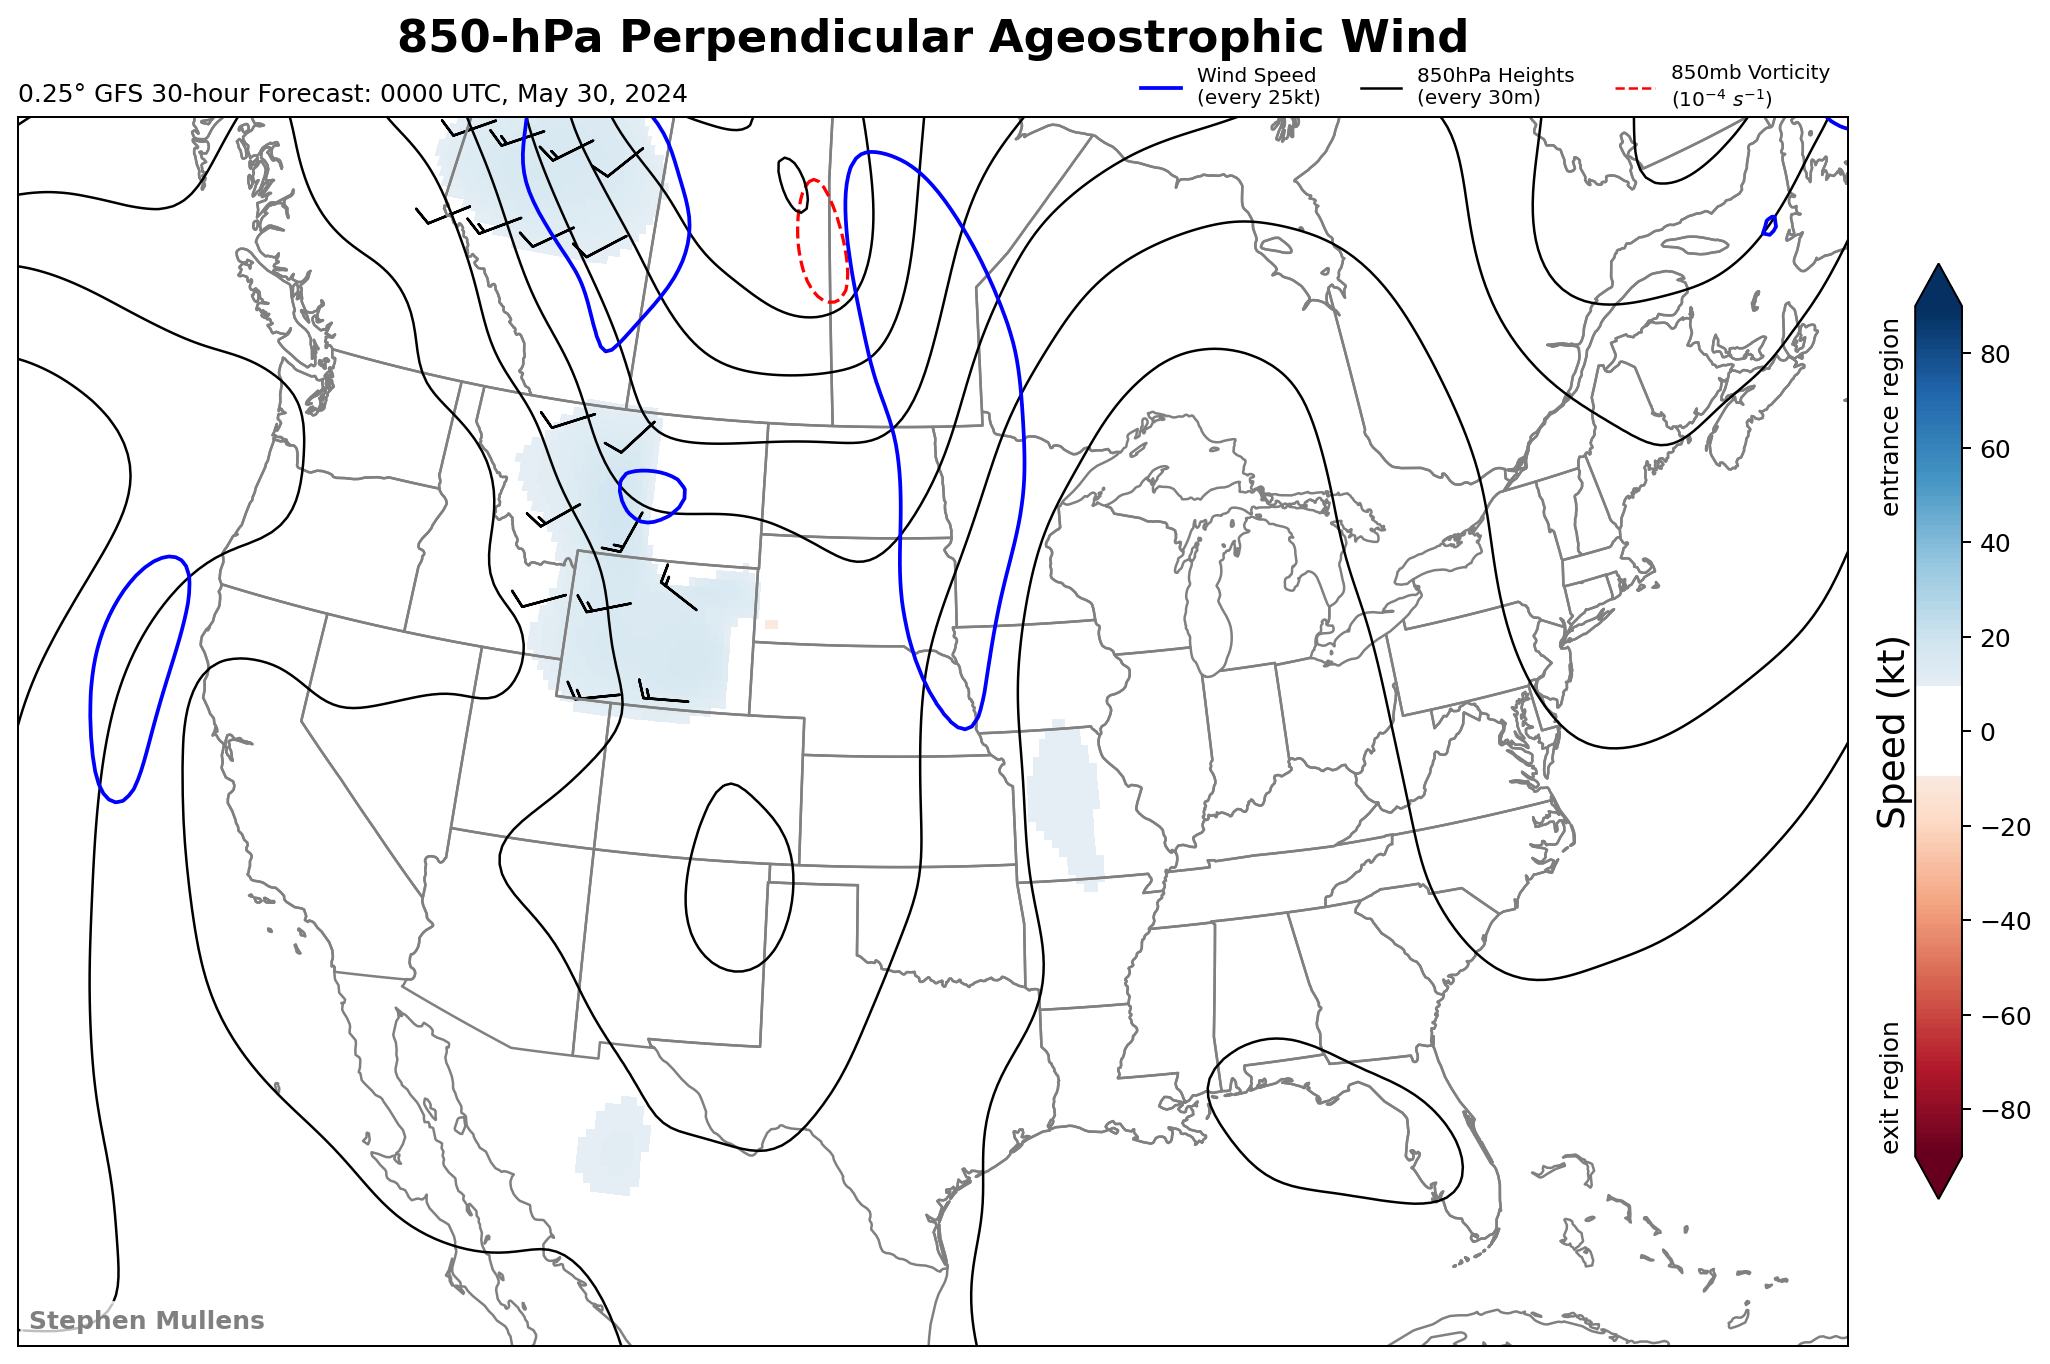 850-hPa Perpendicular Ageostrophic Wind
0.25° GFS 30-hour Forecast: 0000 UTC, May 30, 2024
Wind Speed
(every 25kt)
850hPa Heights
(every 30m)
850mb Vorticity
(10⁻⁴ s⁻¹)
entrance region
Speed (kt)
exit region
80
60
40
20
0
−20
−40
−60
−80
Stephen Mullens